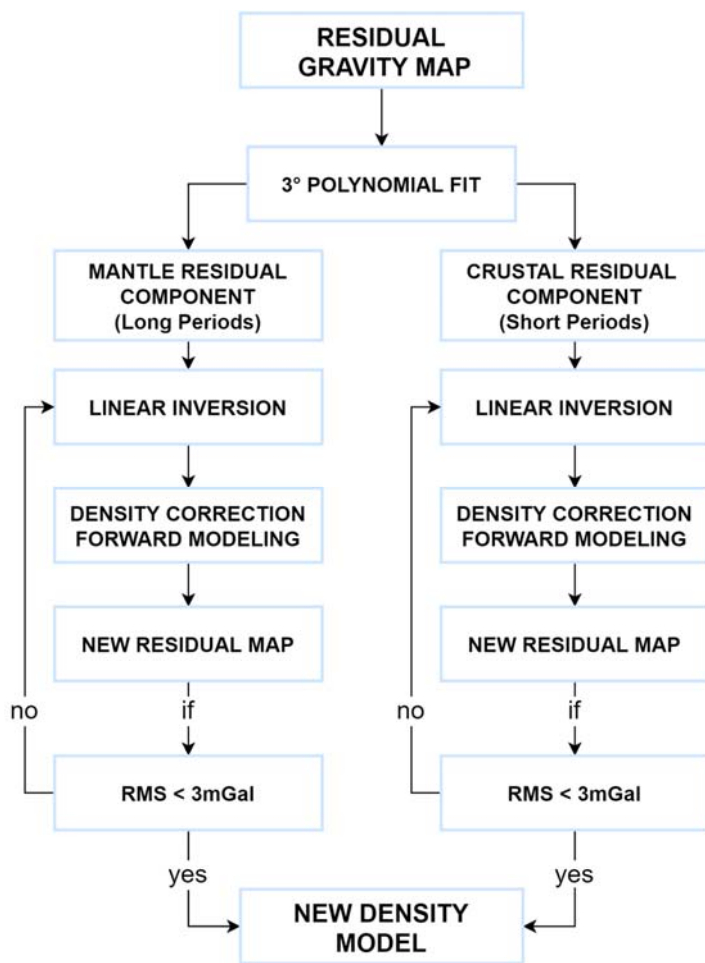 RESIDUAL
GRAVITY MAP
3° POLYNOMIAL FIT
MANTLE RESIDUAL
COMPONENT
(Long Periods)
LINEAR INVERSION
DENSITY CORRECTION
FORWARD MODELING
NEW RESIDUAL MAP
no
if
RMS < 3mGal
yes
CRUSTAL RESIDUAL
COMPONENT
(Short Periods)
LINEAR INVERSION
DENSITY CORRECTION
FORWARD MODELING
NEW RESIDUAL MAP
no
if
RMS < 3mGal
yes
NEW DENSITY
MODEL